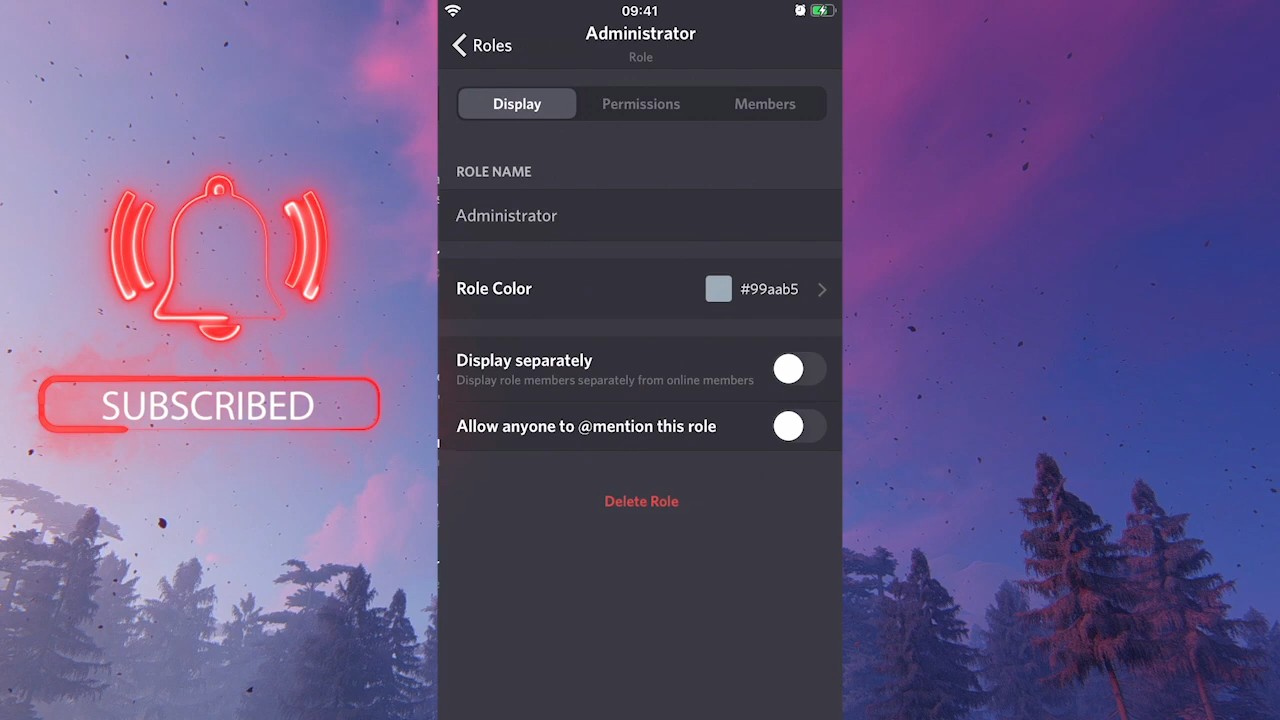 09:41
Roles
Administrator
Role
Display
Permissions
Members
ROLE NAME
Administrator
Role Color
#99aab5
Display separately
Display role members separately from online members
Allow anyone to @mention this role
Delete Role
SUBSCRIBED